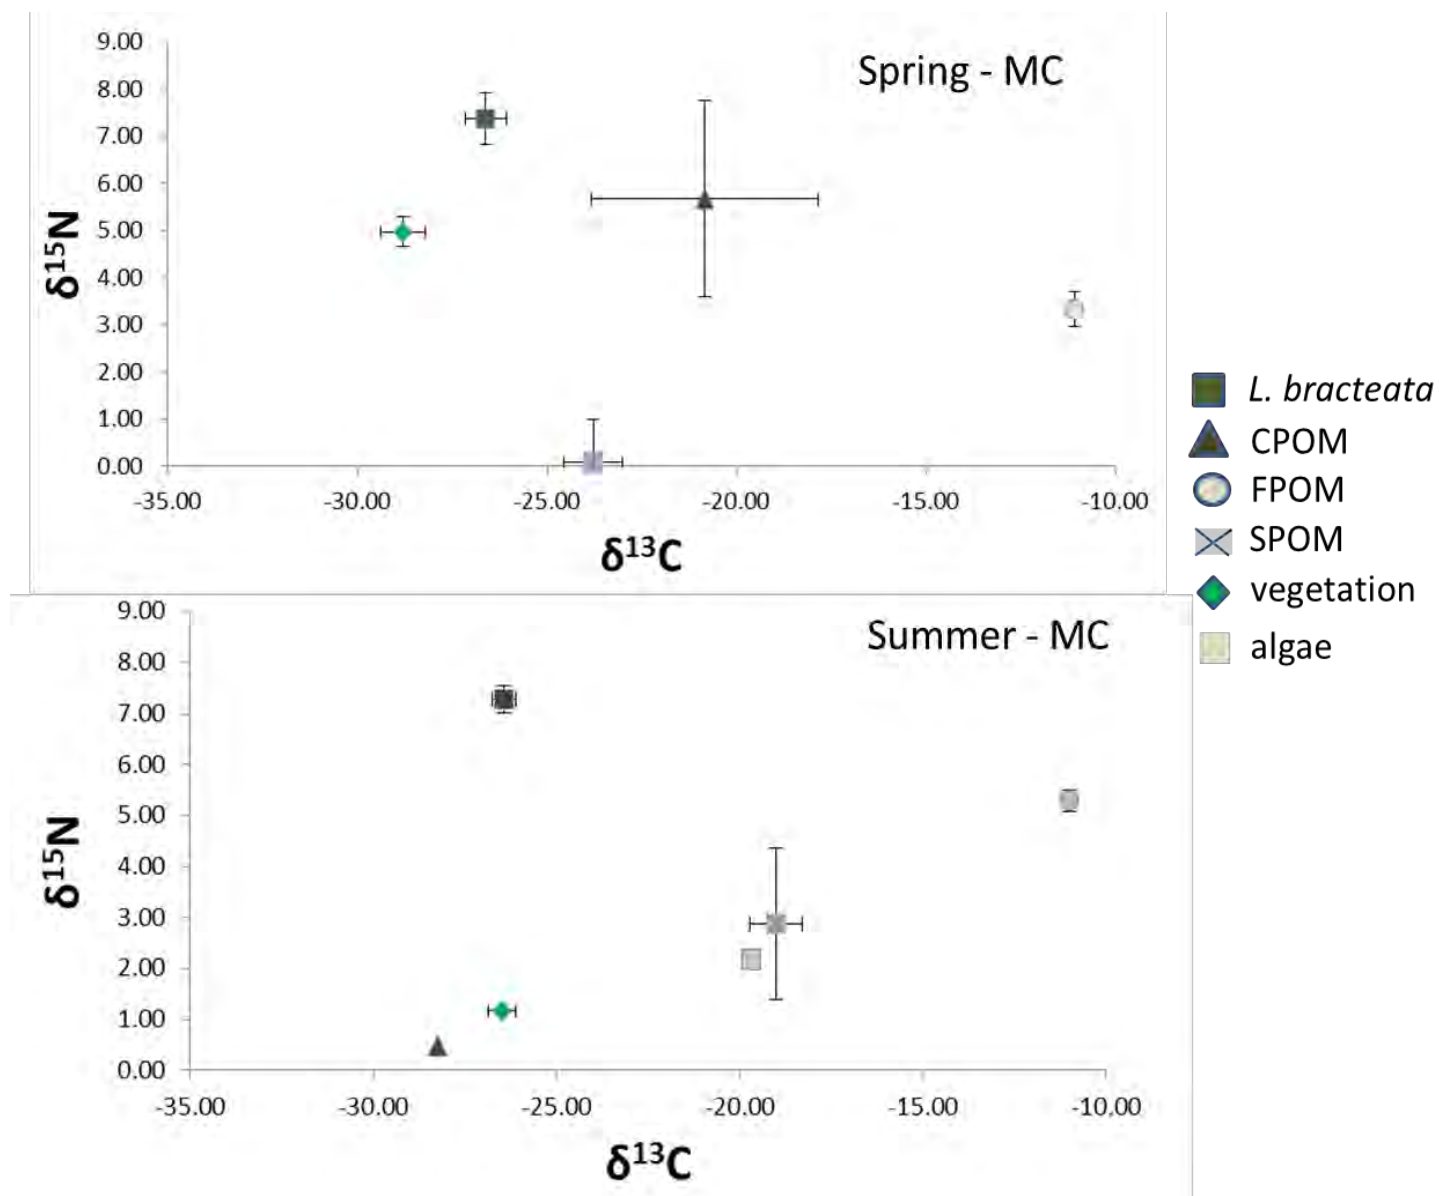 Spring - MC
9.00
8.00
7.00
6.00
5.00
4.00
3.00
2.00
1.00
0.00
δ¹⁵N
-35.00 -30.00 -25.00 -20.00 -15.00 -10.00
δ¹³C
L. bracteata
CPOM
FPOM
SPOM
vegetation
algae
Summer - MC
9.00
8.00
7.00
6.00
5.00
4.00
3.00
2.00
1.00
0.00
δ¹⁵N
-35.00 -30.00 -25.00 -20.00 -15.00 -10.00
δ¹³C